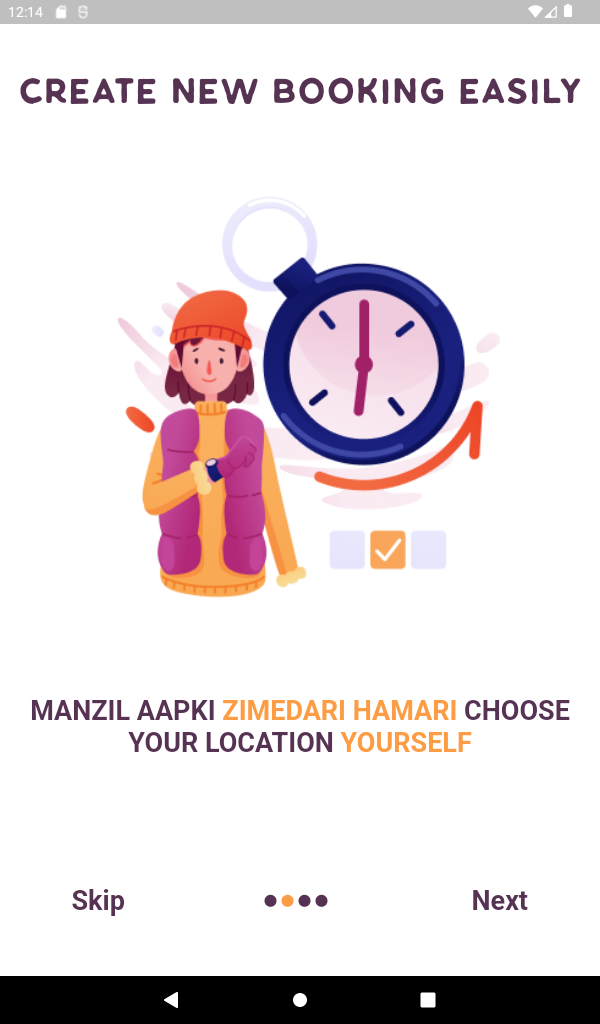 12:14
CREATE NEW BOOKING EASILY
MANZIL AAPKI ZIMEDARI HAMARI CHOOSE
YOUR LOCATION YOURSELF
Skip
Next